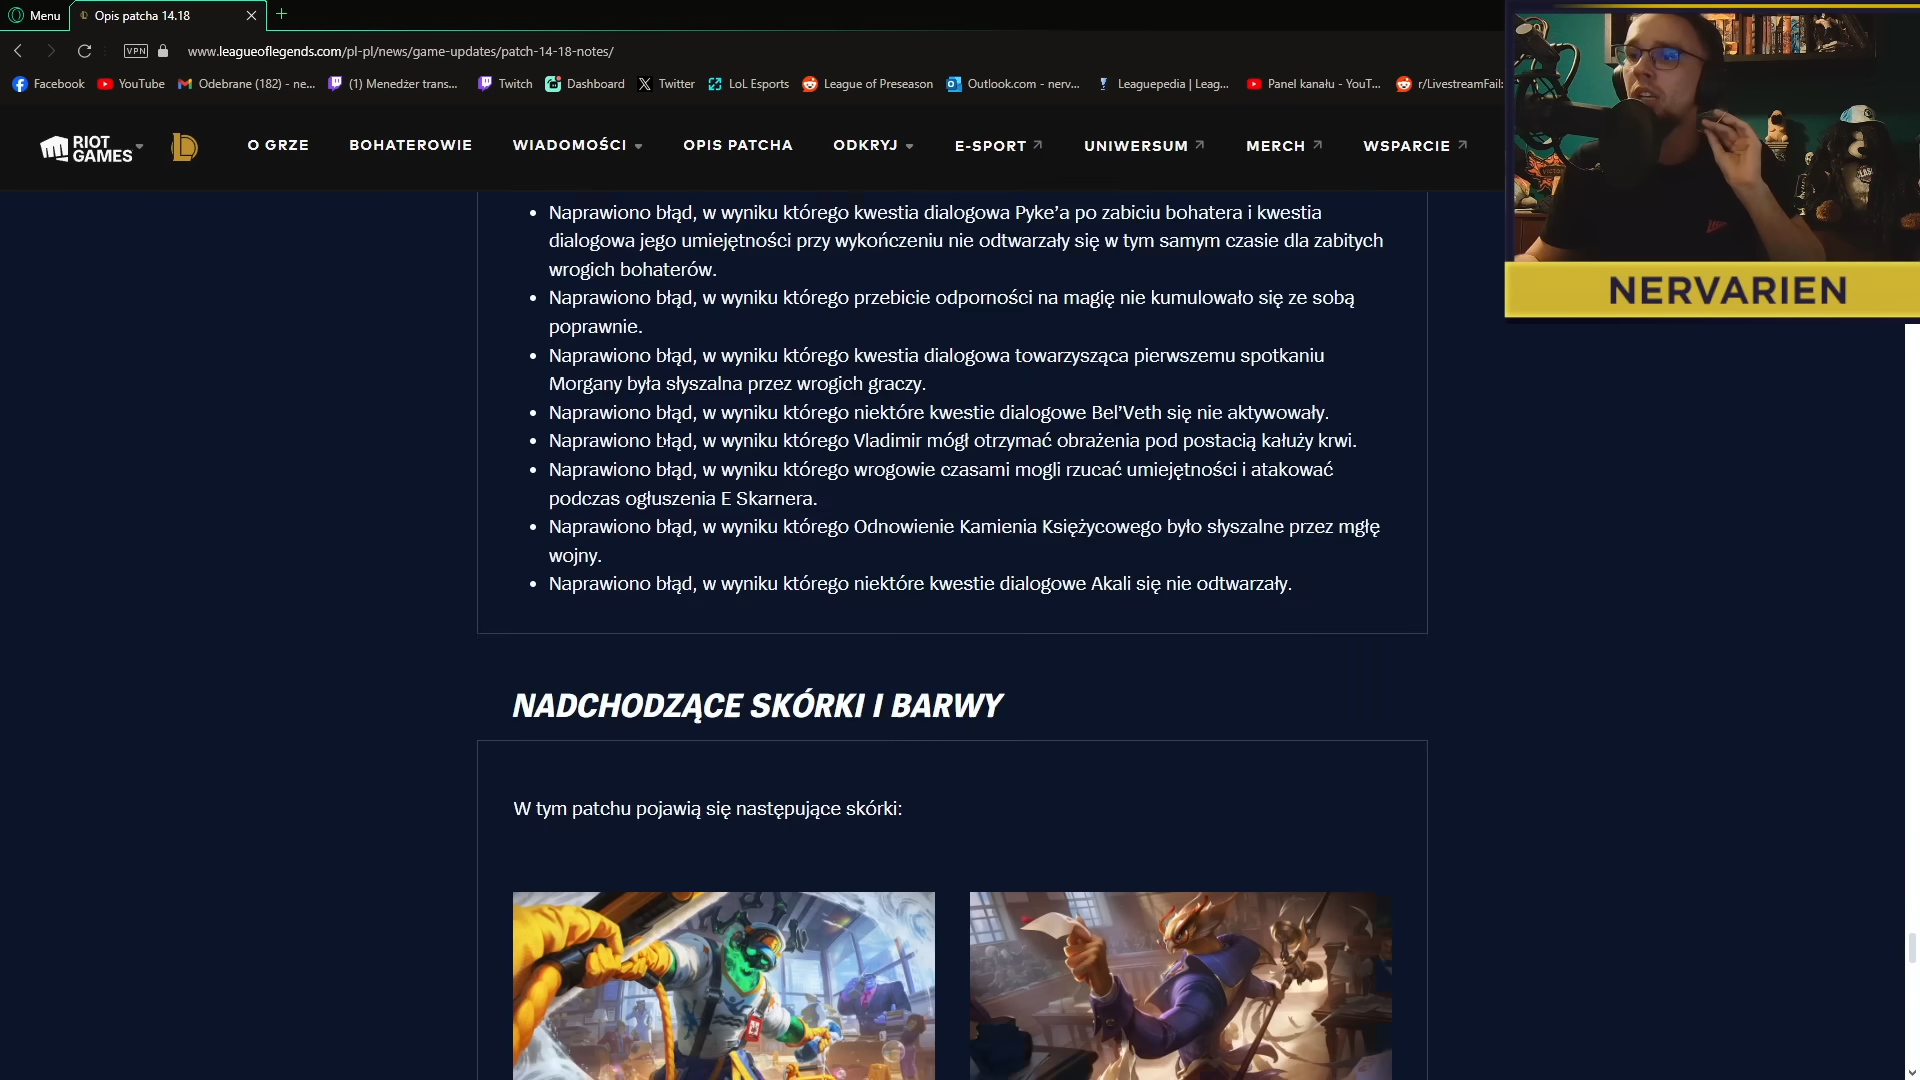 Menu
Opis patcha 14.18
VPN
www.leagueoflegends.com/pl-pl/news/game-updates/patch-14-18-notes/
Facebook
YouTube
Odebrane (182) - ne...
(1) Menedżer trans...
Twitch
Dashboard
Twitter
LoL Esports
League of Preseason
Outlook.com - nerv...
Leaguepedia | Leag...
Panel kanału - YouT...
r/LivestreamFail:
RIOT
GAMES
O GRZE
BOHATEROWIE
WIADOMOŚCI
OPIS PATCHA
ODKRYJ
E-SPORT
UNIWERSUM
MERCH
WSPARCIE
NERVARIEN
Naprawiono błąd, w wyniku którego kwestia dialogowa Pyke’a po zabiciu bohatera i kwestia
dialogowa jego umiejętności przy wykończeniu nie odtwarzały się w tym samym czasie dla zabitych
wrogich bohaterów.
Naprawiono błąd, w wyniku którego przebicie odporności na magię nie kumulowało się ze sobą
poprawnie.
Naprawiono błąd, w wyniku którego kwestia dialogowa towarzysząca pierwszemu spotkaniu
Morgany była słyszalna przez wrogich graczy.
Naprawiono błąd, w wyniku którego niektóre kwestie dialogowe Bel’Veth się nie aktywowały.
Naprawiono błąd, w wyniku którego Vladimir mógł otrzymać obrażenia pod postacią kałuży krwi.
Naprawiono błąd, w wyniku którego wrogowie czasami mogli rzucać umiejętności i atakować
podczas ogłuszenia E Skarnera.
Naprawiono błąd, w wyniku którego Odnowienie Kamienia Księżycowego było słyszalne przez mgłę
wojny.
Naprawiono błąd, w wyniku którego niektóre kwestie dialogowe Akali się nie odtwarzały.
NADCHODZĄCE SKÓRKI I BARWY
W tym patchu pojawią się następujące skórki: